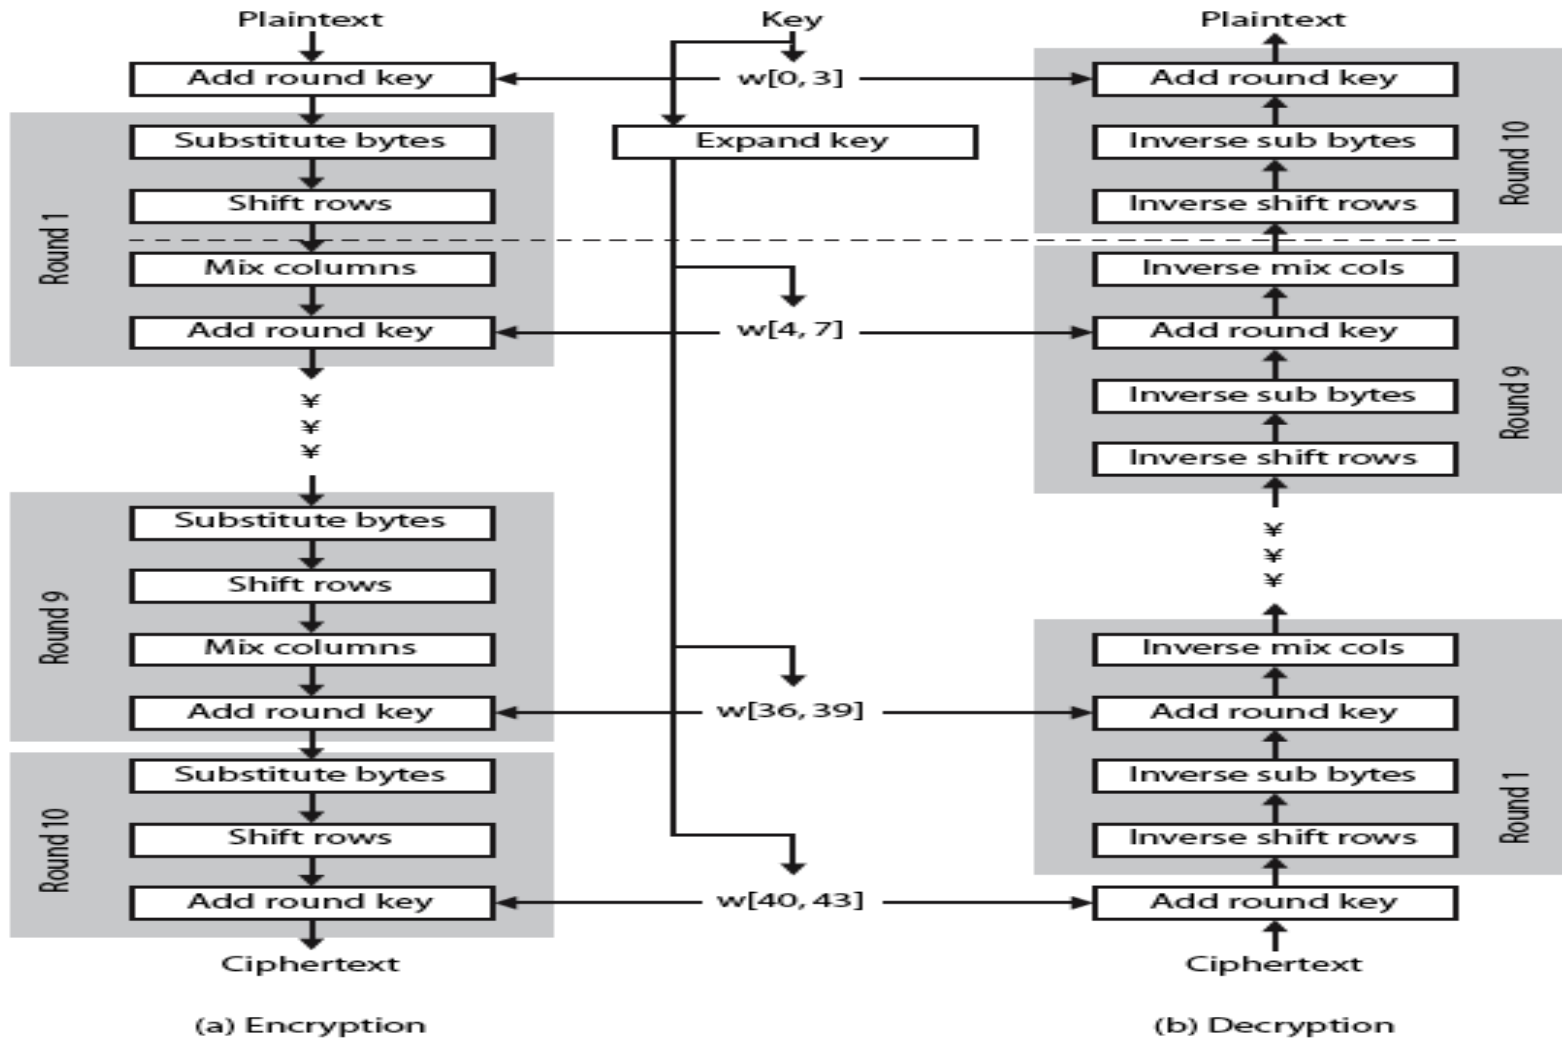 Plaintext
Add round key
Substitute bytes
Shift rows
Mix columns
Add round key
Round 1
¥
¥
¥
Substitute bytes
Shift rows
Mix columns
Add round key
Round 9
Substitute bytes
Shift rows
Add round key
Round 10
Ciphertext
(a) Encryption
Key
w[0, 3]
Expand key
w[4, 7]
w[36, 39]
w[40, 43]
Plaintext
Add round key
Inverse sub bytes
Inverse shift rows
Round 10
Inverse mix cols
Add round key
Inverse sub bytes
Inverse shift rows
Round 9
¥
¥
¥
Inverse mix cols
Add round key
Inverse sub bytes
Inverse shift rows
Round 1
Add round key
Ciphertext
(b) Decryption